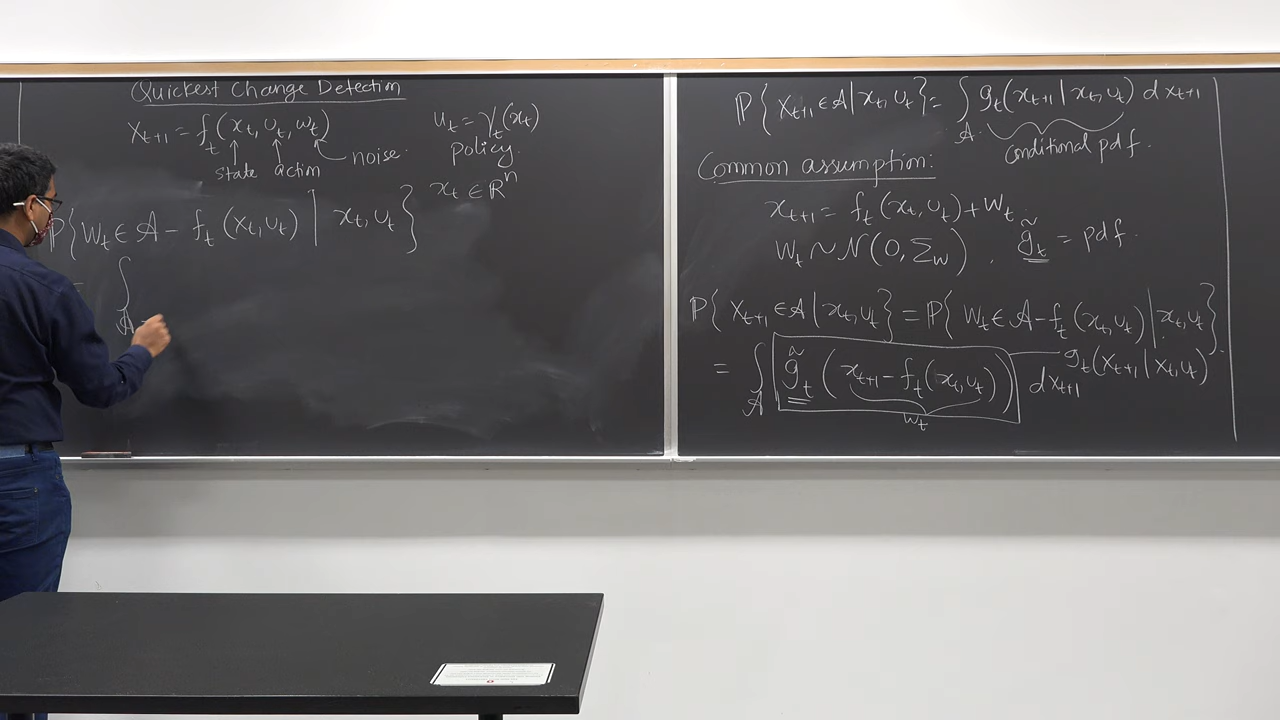 Quickest Change Detection
x_{t+1} = f_t(x_t, u_t, w_t)
state action noise.
u_t = γ_t(x_t)
policy.
x_t ∈ ℝ^n
ℙ{W_t ∈ A - f_t(x_t, u_t) | x_t, u_t}
= ∫_A -
ℙ{X_{t+1} ∈ A | x_t, u_t} = ∫_A g_t(x_{t+1} | x_t, u_t) dx_{t+1}
conditional pdf.
Common assumption:
x_{t+1} = f_t(x_t, u_t) + W_t.
W_t ~ N(0, Σ_W). g̃_t = pdf.
ℙ{X_{t+1} ∈ A | x_t, u_t} = ℙ{W_t ∈ A - f_t(x_t, u_t) | x_t, u_t}.
= ∫_A g̃_t(x_{t+1} - f_t(x_t, u_t)) dx_{t+1}
w_t
g_t(x_{t+1} | x_t, u_t)